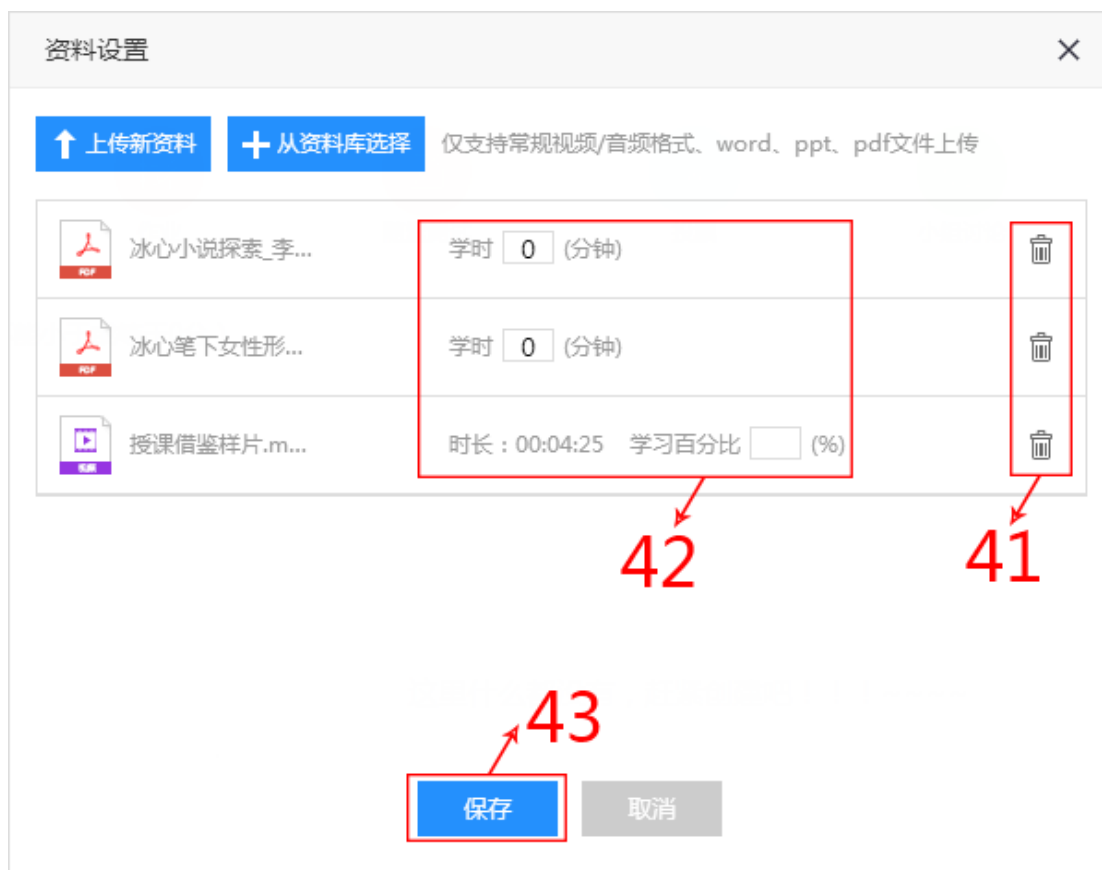 资料设置
上传新资料 从资料库选择 仅支持常规视频/音频格式、word、ppt、pdf文件上传
PDF 冰心小说探索_李... 学时 0 (分钟)
PDF 冰心笔下女性形... 学时 0 (分钟)
视频 授课借鉴样片.m... 时长：00:04:25 学习百分比 (%)
42 41
43
保存 取消